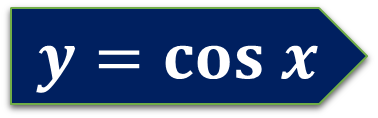 y = cos x